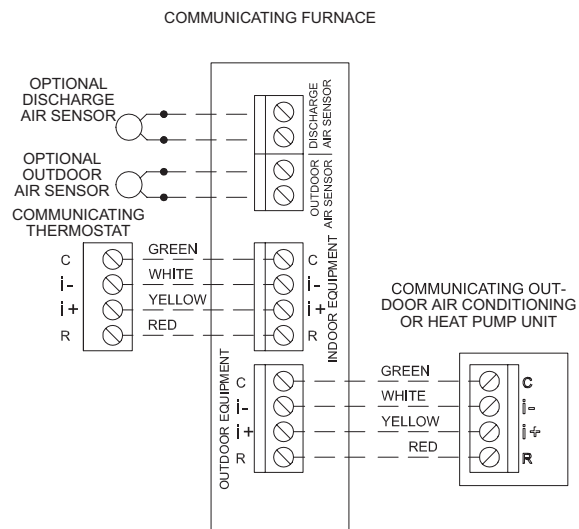 COMMUNICATING FURNACE
OPTIONAL
DISCHARGE
AIR SENSOR
DISCHARGE
AIR SENSOR
OPTIONAL
OUTDOOR
AIR SENSOR
OUTDOOR
AIR SENSOR
COMMUNICATING
THERMOSTAT
C GREEN C
i- WHITE i-
i+ YELLOW i+
R RED R
INDOOR EQUIPMENT
COMMUNICATING OUT-
DOOR AIR CONDITIONING
OR HEAT PUMP UNIT
OUTDOOR EQUIPMENT
C GREEN C
i- WHITE i-
i+ YELLOW i+
R RED R